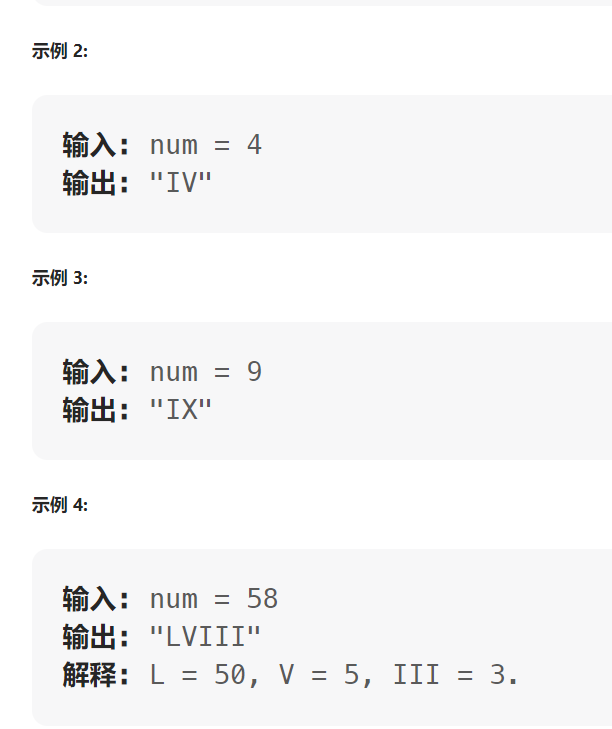 示例 2:
输入: num = 4
输出: "IV"
示例 3:
输入: num = 9
输出: "IX"
示例 4:
输入: num = 58
输出: "LVIII"
解释: L = 50, V = 5, III = 3.